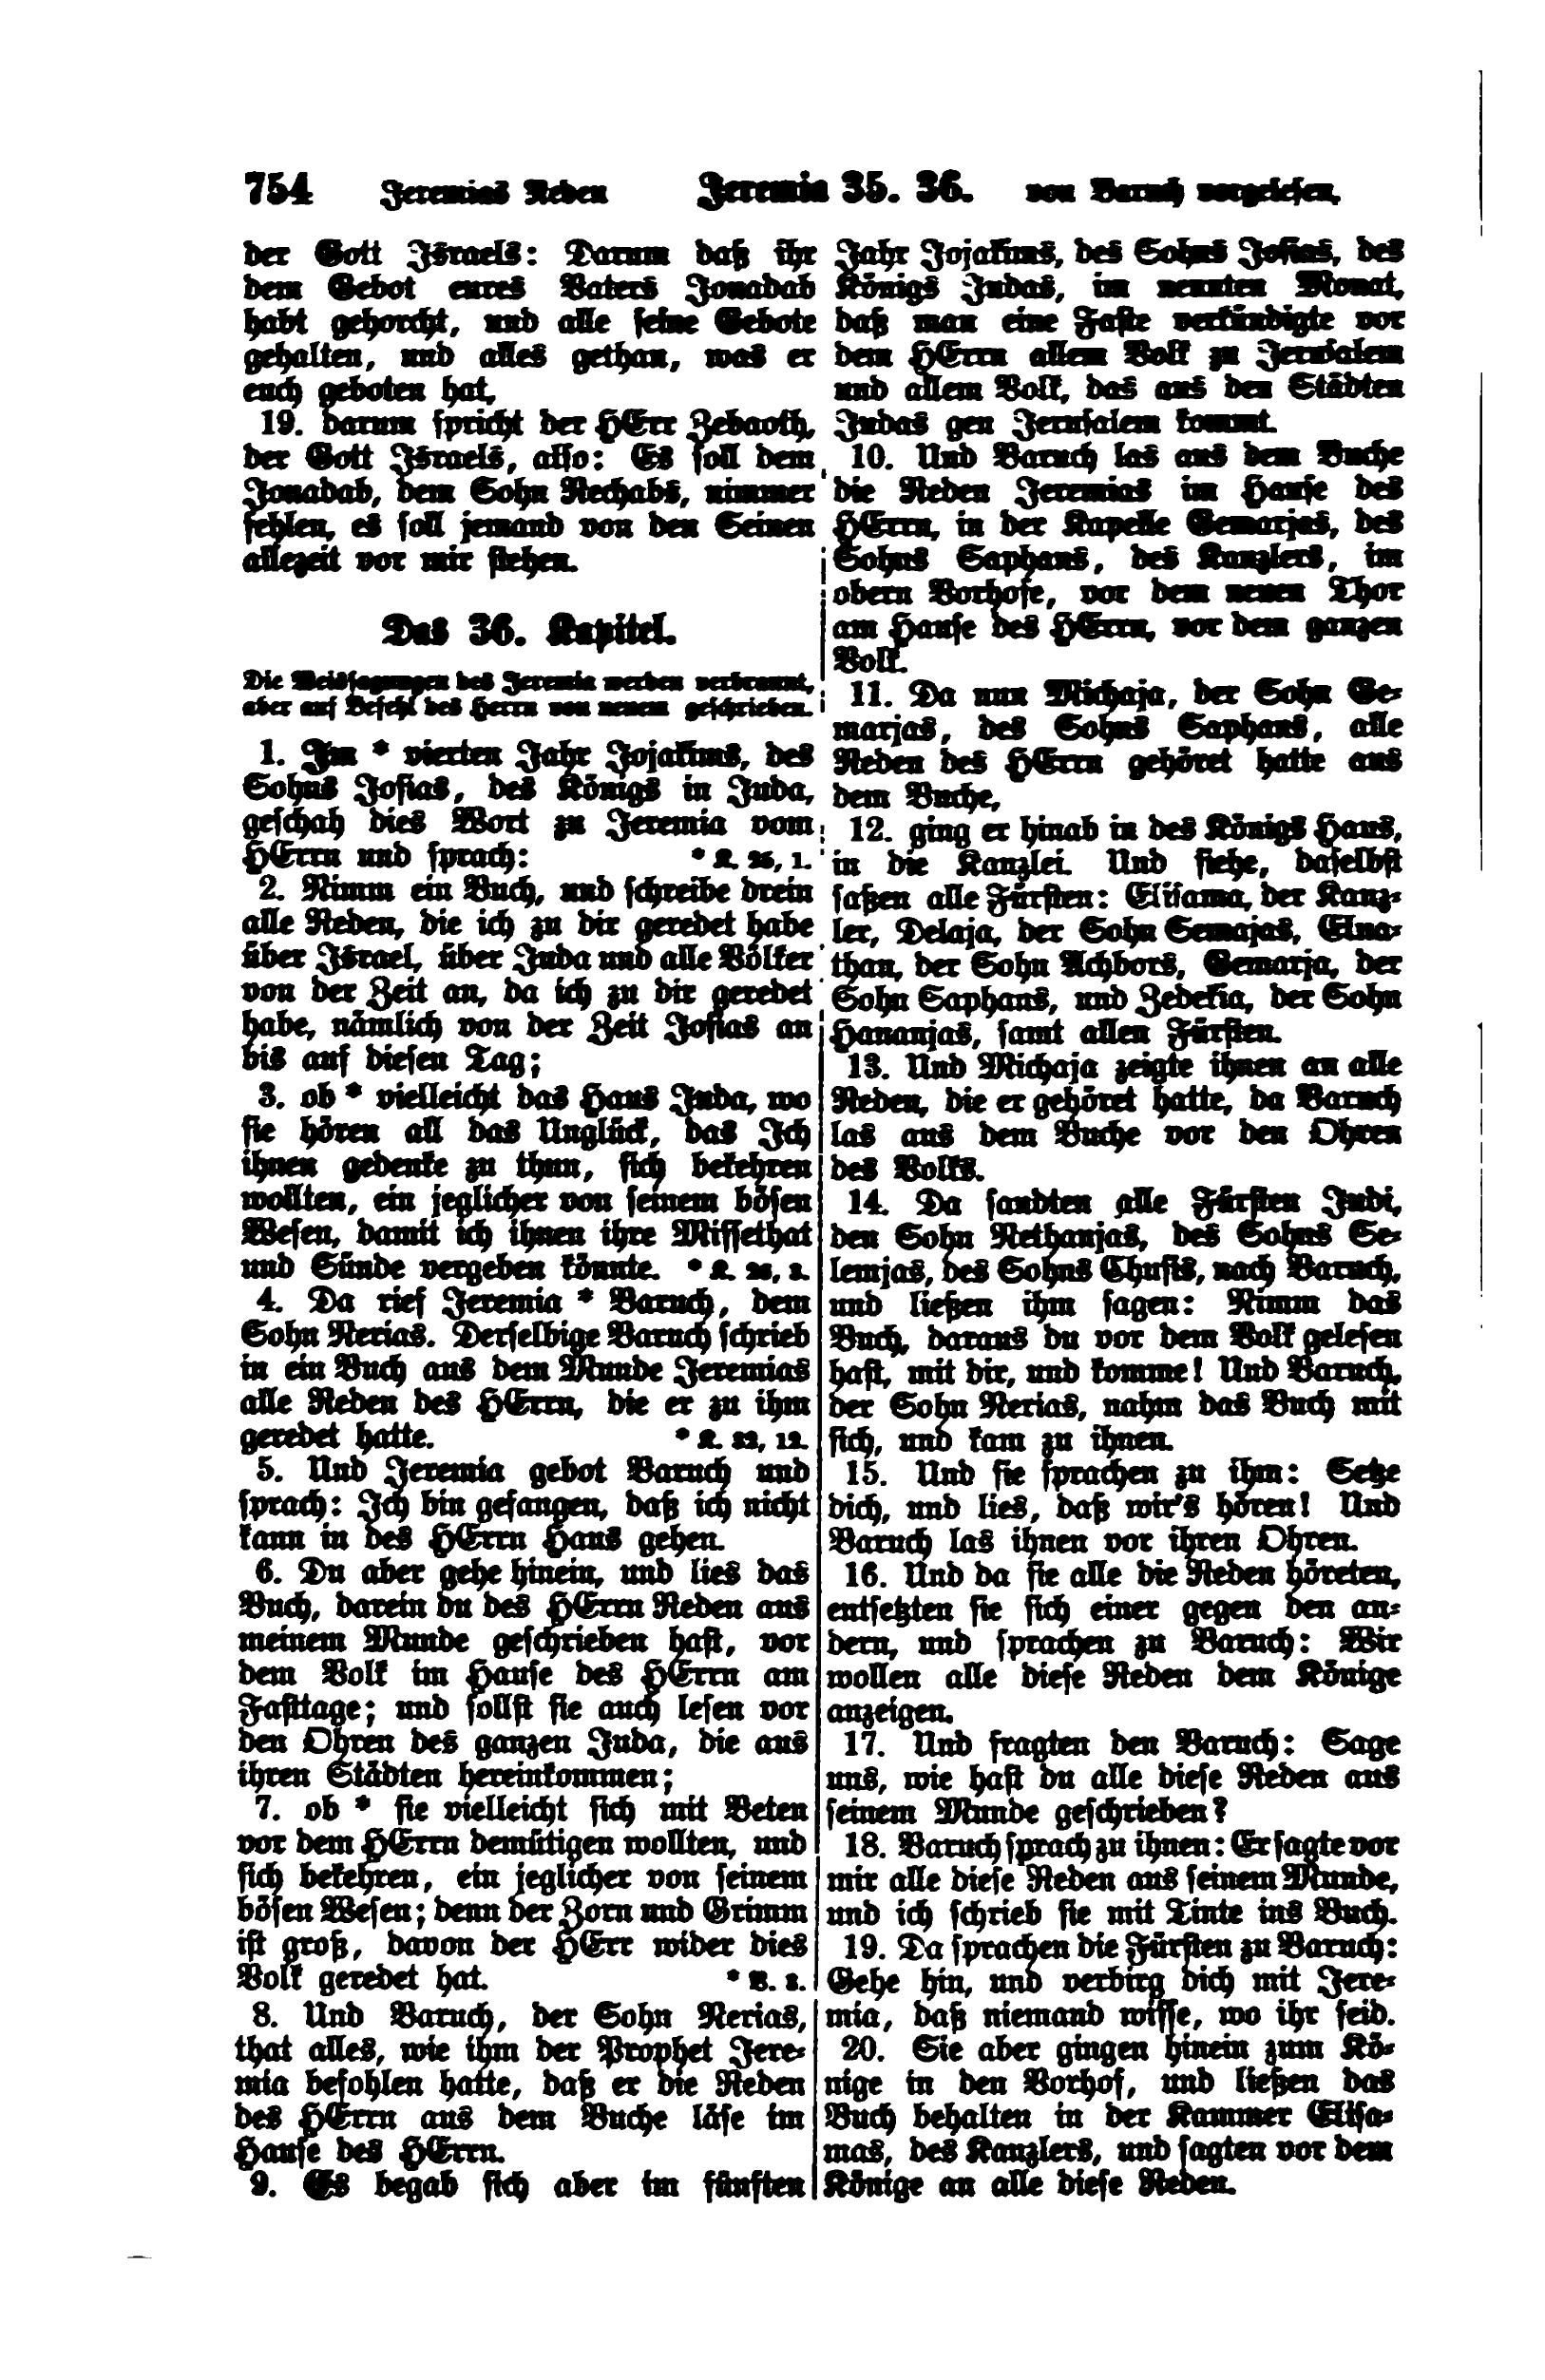 754 Jeremias Reden Jeremia 35. 36. von Baruch vorgelesen.
der Gott Israels: Darum daß ihr
dem Gebot eures Vaters Jonadab
habt gehorcht, und alle seine Gebote
gehalten, und alles gethan, was er
euch geboten hat,
19. darum spricht der HErr Zebaoth,
der Gott Israels, also: Es soll dem
Jonadab, dem Sohn Rechabs, nimmer
fehlen, es soll jemand von den Seinen
allezeit vor mir stehen.
Das 36. Kapitel.
Die Weissagungen des Jeremia werden verbrannt,
aber auf Befehl des Herrn von neuem geschrieben.
1. Im * vierten Jahr Jojakims, des
Sohns Josias, des Königs in Juda,
geschah dies Wort zu Jeremia vom
HErrn und sprach: * K. 25, 1.
2. Nimm ein Buch, und schreibe drein
alle Reden, die ich zu dir geredet habe
über Israel, über Juda und alle Völker
von der Zeit an, da ich zu dir geredet
habe, nämlich von der Zeit Josias an
bis auf diesen Tag;
3. ob * vielleicht das Haus Juda, wo
sie hören all das Unglück, das Ich
ihnen gedenke zu thun, sich bekehren
wollten, ein jeglicher von seinem bösen
Wesen, damit ich ihnen ihre Missethat
und Sünde vergeben könnte. * K. 26, 3.
4. Da rief Jeremia * Baruch, dem
Sohn Nerias. Derselbige Baruch schrieb
in ein Buch aus dem Munde Jeremias
alle Reden des HErrn, die er zu ihm
geredet hatte. * K. 32, 12.
5. Und Jeremia gebot Baruch und
sprach: Ich bin gefangen, daß ich nicht
kann in des HErrn Haus gehen.
6. Du aber gehe hinein, und lies das
Buch, darein du des HErrn Reden aus
meinem Munde geschrieben hast, vor
dem Volk im Hause des HErrn am
Fasttage; und sollst sie auch lesen vor
den Ohren des ganzen Juda, die aus
ihren Städten hereinkommen;
7. ob * sie vielleicht sich mit Beten
vor dem HErrn demütigen wollten, und
sich bekehren, ein jeglicher von seinem
bösen Wesen; denn der Zorn und Grimm
ist groß, davon der HErr wider dies
Volk geredet hat. * V. 3.
8. Und Baruch, der Sohn Nerias,
that alles, wie ihm der Prophet Jere-
mia befohlen hatte, daß er die Reden
des HErrn aus dem Buche läse im
Hause des HErrn.
9. Es begab sich aber im fünften
Jahr Jojakims, des Sohns Josias, des
Königs Judas, im neunten Monat,
daß man eine Faste verkündigte vor
dem HErrn allem Volk zu Jerusalem
und allem Volk, das aus den Städten
Judas gen Jerusalem kommt.
10. Und Baruch las aus dem Buche
die Reden Jeremias im Hause des
HErrn, in der Kapelle Gemarjas, des
Sohns Saphans, des Kanzlers, im
obern Vorhofe, vor dem neuen Thor
am Hause des HErrn, vor dem ganzen
Volk.
11. Da nun Michaja, der Sohn Ge-
marjas, des Sohns Saphans, alle
Reden des HErrn gehöret hatte aus
dem Buche,
12. ging er hinab in des Königs Haus,
in die Kanzlei. Und siehe, daselbst
saßen alle Fürsten: Elisama, der Kanz-
ler, Delaja, der Sohn Semajas, Elna-
than, der Sohn Achbors, Gemarja, der
Sohn Saphans, und Zedekia, der Sohn
Hananjas, samt allen Fürsten.
13. Und Michaja zeigte ihnen an alle
Reden, die er gehöret hatte, da Baruch
las aus dem Buche vor den Ohren
des Volks.
14. Da sandten alle Fürsten Judi,
den Sohn Nethanjas, des Sohns Se-
lemjas, des Sohns Chusis, nach Baruch,
und ließen ihm sagen: Nimm das
Buch, daraus du vor dem Volk gelesen
hast, mit dir, und komme! Und Baruch,
der Sohn Nerias, nahm das Buch mit
sich, und kam zu ihnen.
15. Und sie sprachen zu ihm: Setze
dich, und lies, daß wir's hören! Und
Baruch las ihnen vor ihren Ohren.
16. Und da sie alle die Reden höreten,
entsetzten sie sich einer gegen den an-
dern, und sprachen zu Baruch: Wir
wollen alle diese Reden dem Könige
anzeigen.
17. Und fragten den Baruch: Sage
uns, wie hast du alle diese Reden aus
seinem Munde geschrieben?
18. Baruch sprach zu ihnen: Er sagte vor
mir alle diese Reden aus seinem Munde,
und ich schrieb sie mit Tinte ins Buch.
19. Da sprachen die Fürsten zu Baruch:
Gehe hin, und verbirg dich mit Jere-
mia, daß niemand wisse, wo ihr seid.
20. Sie aber gingen hinein zum Kö-
nige in den Vorhof, und ließen das
Buch behalten in der Kammer Elisa-
mas, des Kanzlers, und sagten vor dem
Könige an alle diese Reden.